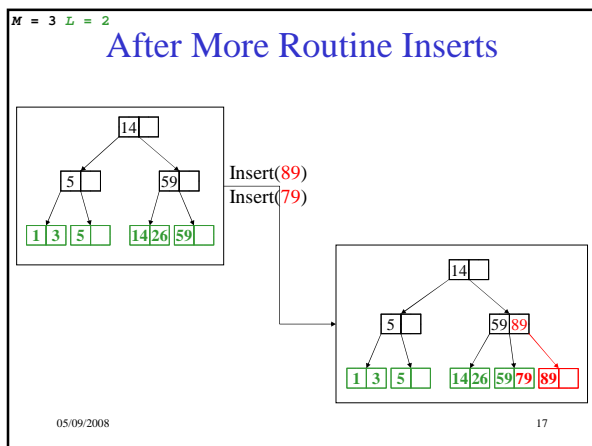 M = 3 L = 2
After More Routine Inserts
14
5 59
1 3 5 14 26 59
Insert(89)
Insert(79)
14
5 59 89
1 3 5 14 26 59 79 89
05/09/2008 17